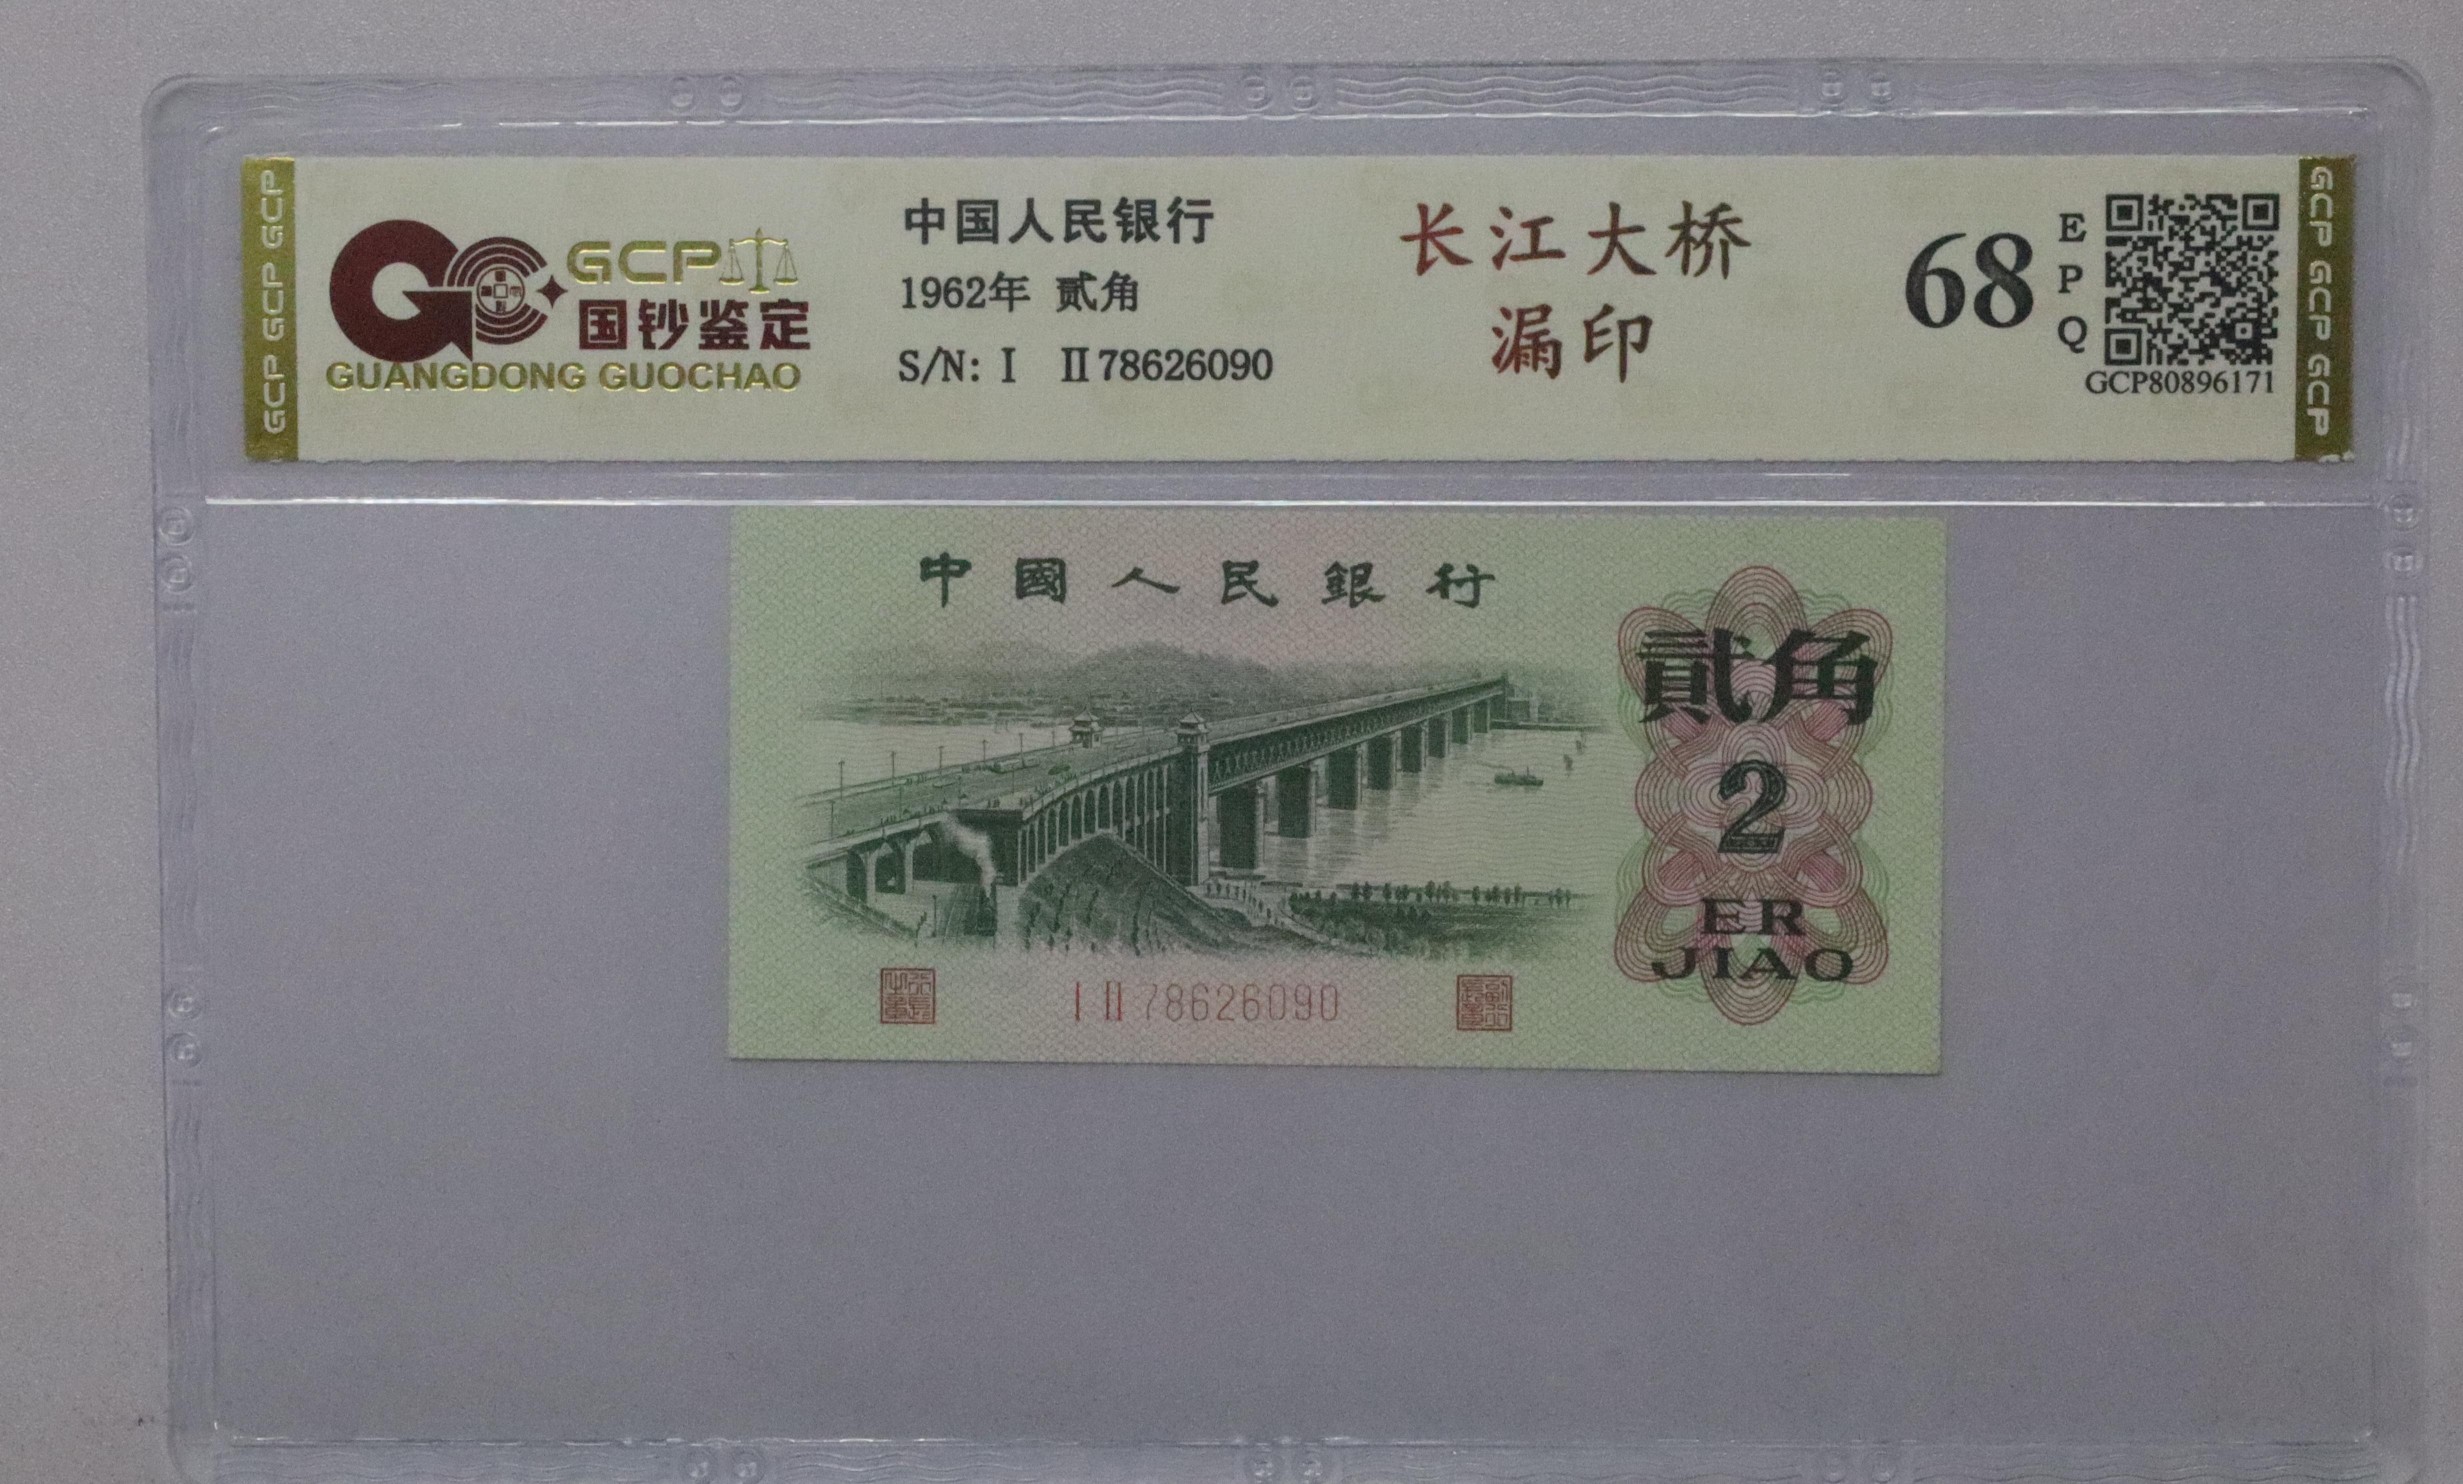 GCP GCP GCP
GCP
国钞鉴定
GUANGDONG GUOCHAO
中国人民银行
1962年 贰角
S/N: I II 78626090
长江大桥
漏印
68
EPQ
GCP80896171
GCP GCP GCP
中國人民銀行
貳角
2
ER
JIAO
I II 78626090